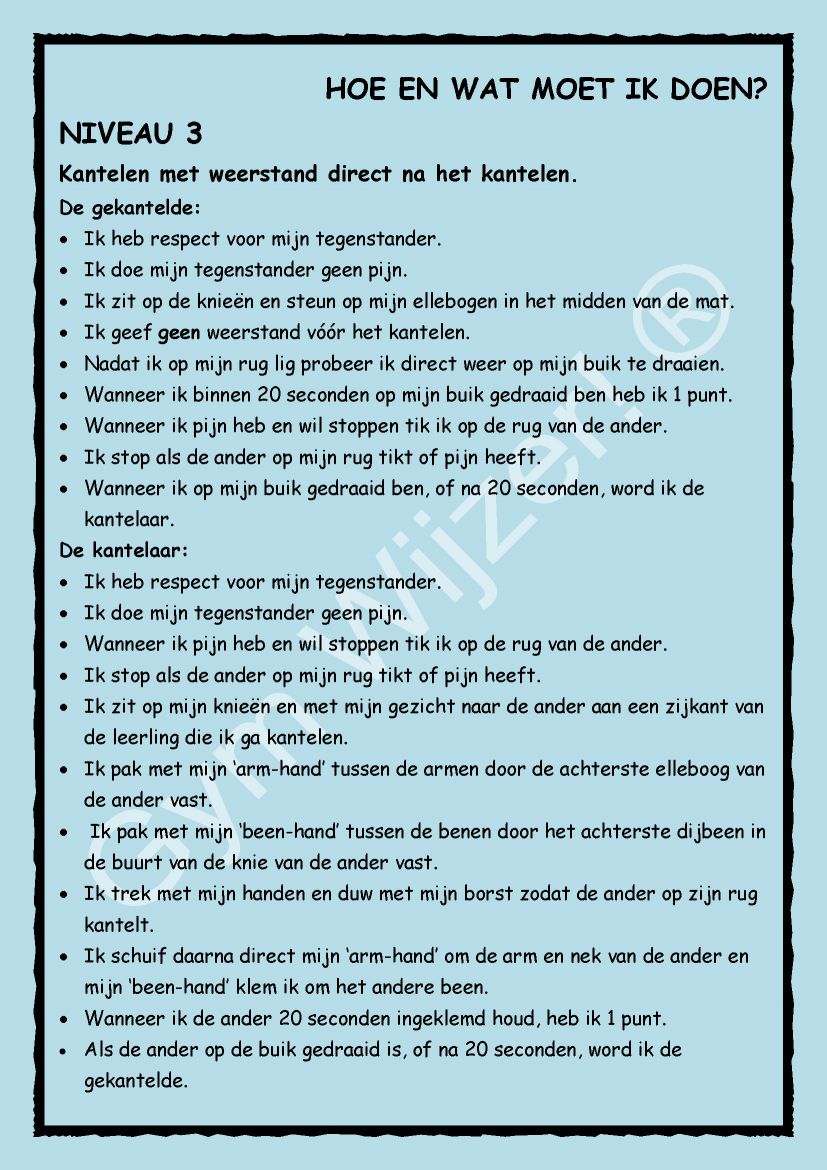 HOE EN WAT MOET IK DOEN?
NIVEAU 3
Kantelen met weerstand direct na het kantelen.
De gekantelde:
• Ik heb respect voor mijn tegenstander.
• Ik doe mijn tegenstander geen pijn.
• Ik zit op de knieën en steun op mijn ellebogen in het midden van de mat.
• Ik geef geen weerstand vóór het kantelen.
• Nadat ik op mijn rug lig probeer ik direct weer op mijn buik te draaien.
• Wanneer ik binnen 20 seconden op mijn buik gedraaid ben heb ik 1 punt.
• Wanneer ik pijn heb en wil stoppen tik ik op de rug van de ander.
• Ik stop als de ander op mijn rug tikt of pijn heeft.
• Wanneer ik op mijn buik gedraaid ben, of na 20 seconden, word ik de
kantelaar.
De kantelaar:
• Ik heb respect voor mijn tegenstander.
• Ik doe mijn tegenstander geen pijn.
• Wanneer ik pijn heb en wil stoppen tik ik op de rug van de ander.
• Ik stop als de ander op mijn rug tikt of pijn heeft.
• Ik zit op mijn knieën en met mijn gezicht naar de ander aan een zijkant van
de leerling die ik ga kantelen.
• Ik pak met mijn ‘arm-hand’ tussen de armen door de achterste elleboog van
de ander vast.
• Ik pak met mijn ‘been-hand’ tussen de benen door het achterste dijbeen in
de buurt van de knie van de ander vast.
• Ik trek met mijn handen en duw met mijn borst zodat de ander op zijn rug
kantelt.
• Ik schuif daarna direct mijn ‘arm-hand’ om de arm en nek van de ander en
mijn ‘been-hand’ klem ik om het andere been.
• Wanneer ik de ander 20 seconden ingeklemd houd, heb ik 1 punt.
• Als de ander op de buik gedraaid is, of na 20 seconden, word ik de
gekantelde.
Gym Wijzer! ®